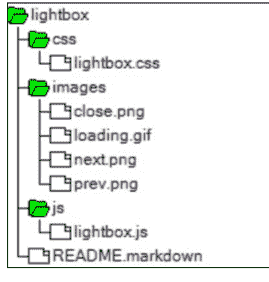 lightbox
css
lightbox.css
images
close.png
loading.gif
next.png
prev.png
js
lightbox.js
README.markdown